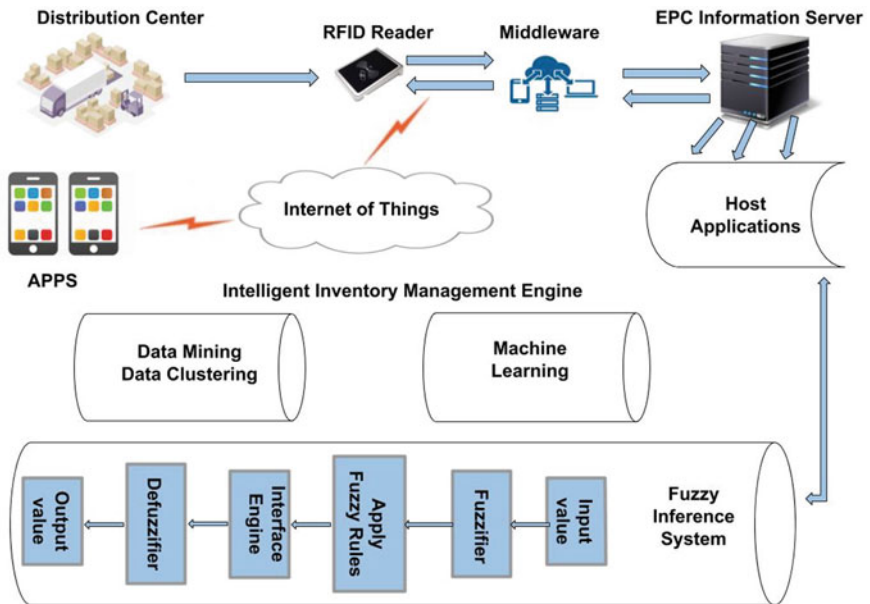 Distribution Center
RFID Reader
Middleware
EPC Information Server
APPS
Internet of Things
Host
Applications
Intelligent Inventory Management Engine
Data Mining
Data Clustering
Machine
Learning
Output
value
Defuzzifier
Interface
Engine
Apply
Fuzzy Rules
Fuzzifier
Input
value
Fuzzy
Inference
System